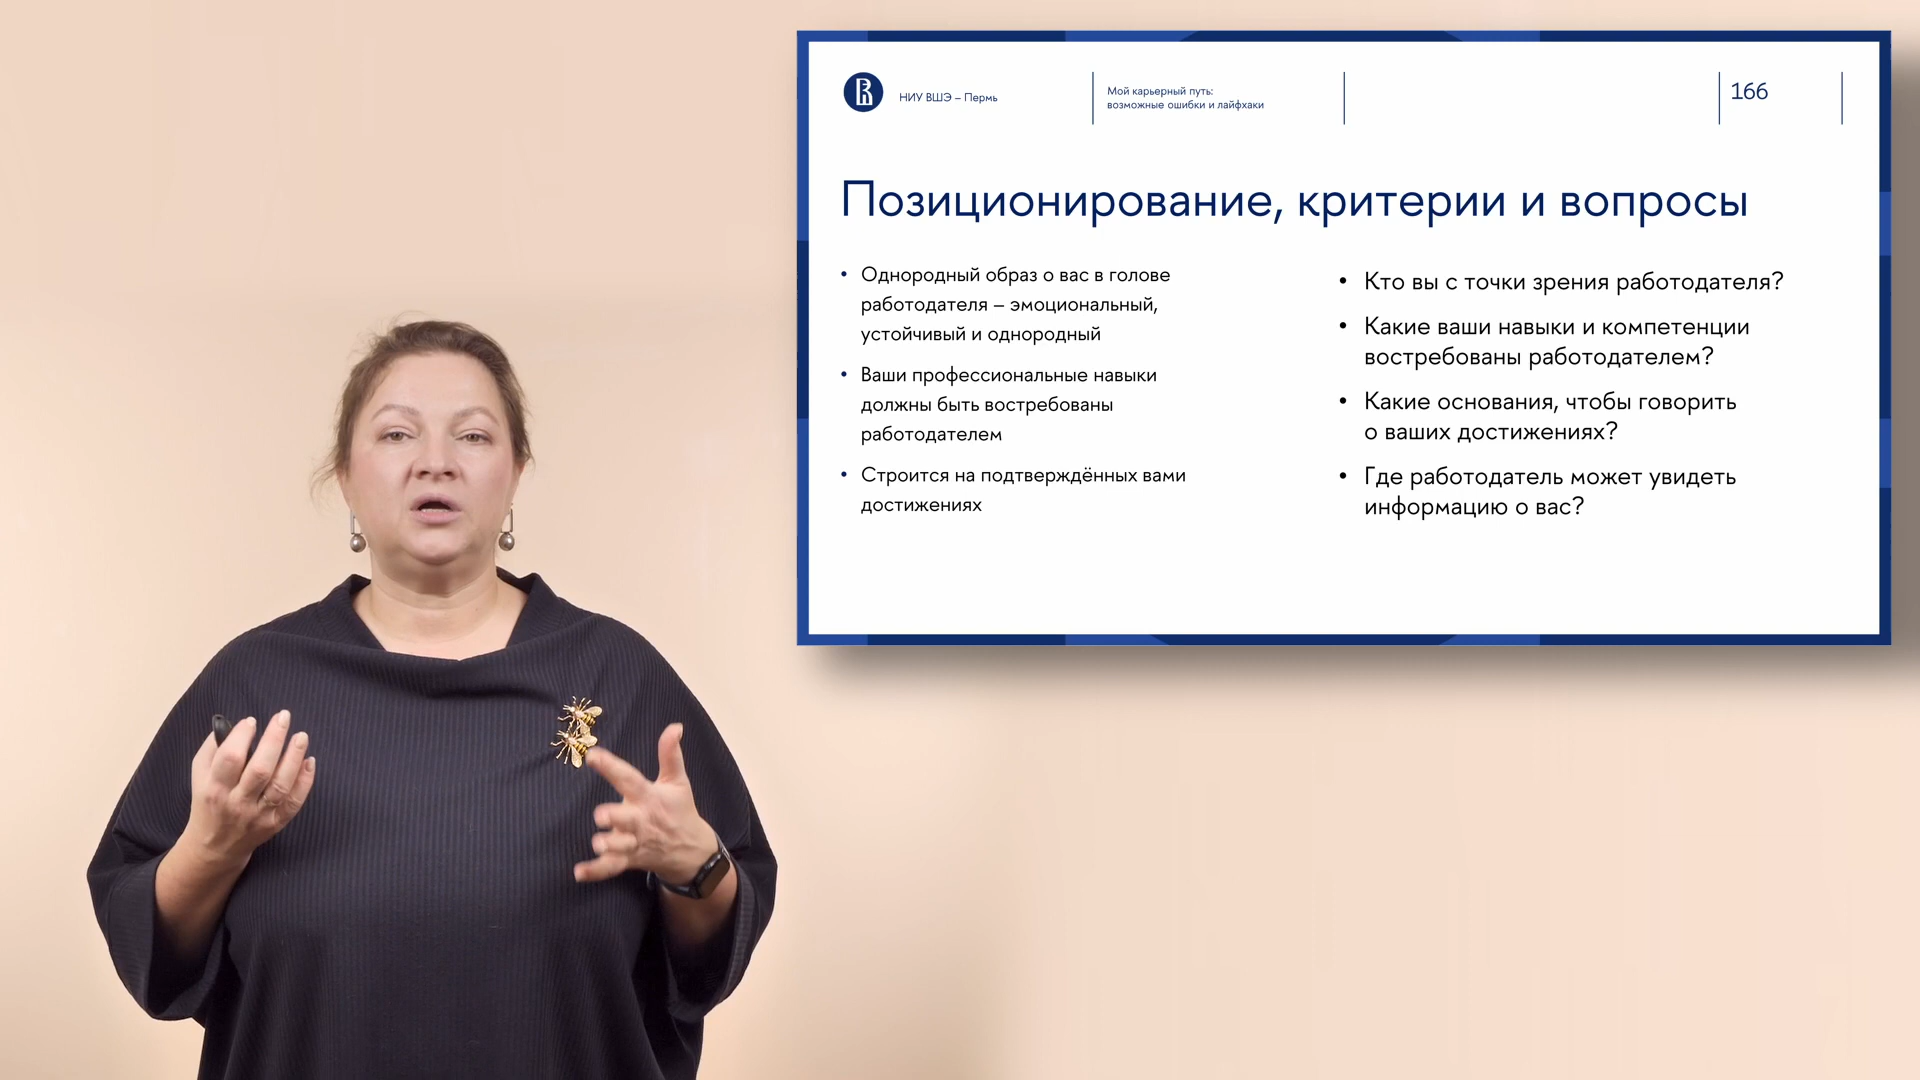 НИУ ВШЭ – Пермь
Мой карьерный путь:
возможные ошибки и лайфхаки
166
Позиционирование, критерии и вопросы
• Однородный образ о вас в голове
работодателя – эмоциональный,
устойчивый и однородный
• Ваши профессиональные навыки
должны быть востребованы
работодателем
• Строится на подтверждённых вами
достижениях
• Кто вы с точки зрения работодателя?
• Какие ваши навыки и компетенции
востребованы работодателем?
• Какие основания, чтобы говорить
о ваших достижениях?
• Где работодатель может увидеть
информацию о вас?